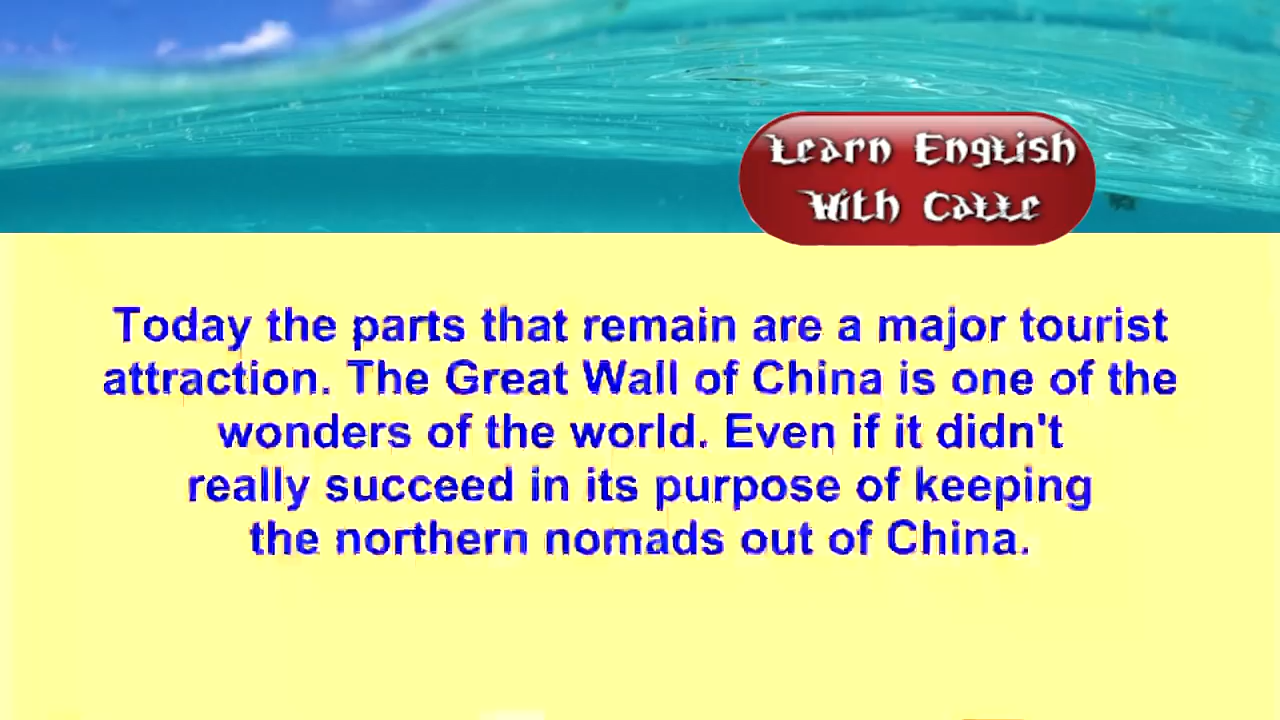 Learn English
With Calle
Today the parts that remain are a major tourist
attraction. The Great Wall of China is one of the
wonders of the world. Even if it didn't
really succeed in its purpose of keeping
the northern nomads out of China.